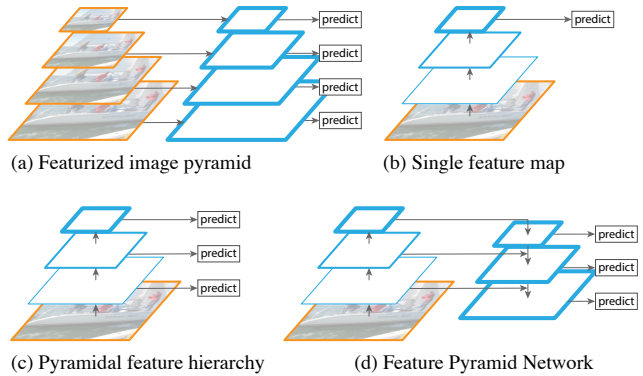 predict
predict
predict
predict
predict
(a) Featurized image pyramid
(b) Single feature map
predict
predict
predict
predict
predict
predict
(c) Pyramidal feature hierarchy
(d) Feature Pyramid Network